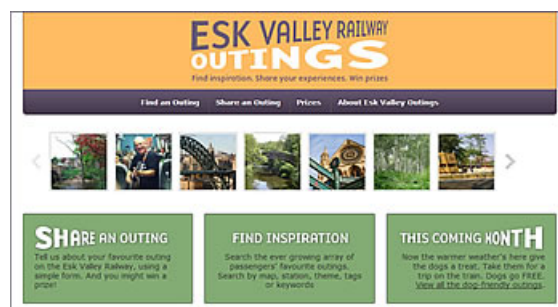 ESK VALLEY RAILWAY
OUTINGS
Find inspiration. Share your experiences. Win prizes
Find an Outing Share an Outing Prizes About Esk Valley Outings
SHARE AN OUTING
Tell us about your favourite outing
on the Esk Valley Railway, using a
simple form. And you might win a
prize!
FIND INSPIRATION
Search the ever growing array of
passengers' favourite outings.
Search by map, station, theme, tags
or keywords
THIS COMING MONTH
Now the warmer weather's here give
the dogs a treat. Take them for a
trip on the train. Dogs go FREE.
View all the dog-friendly outings.